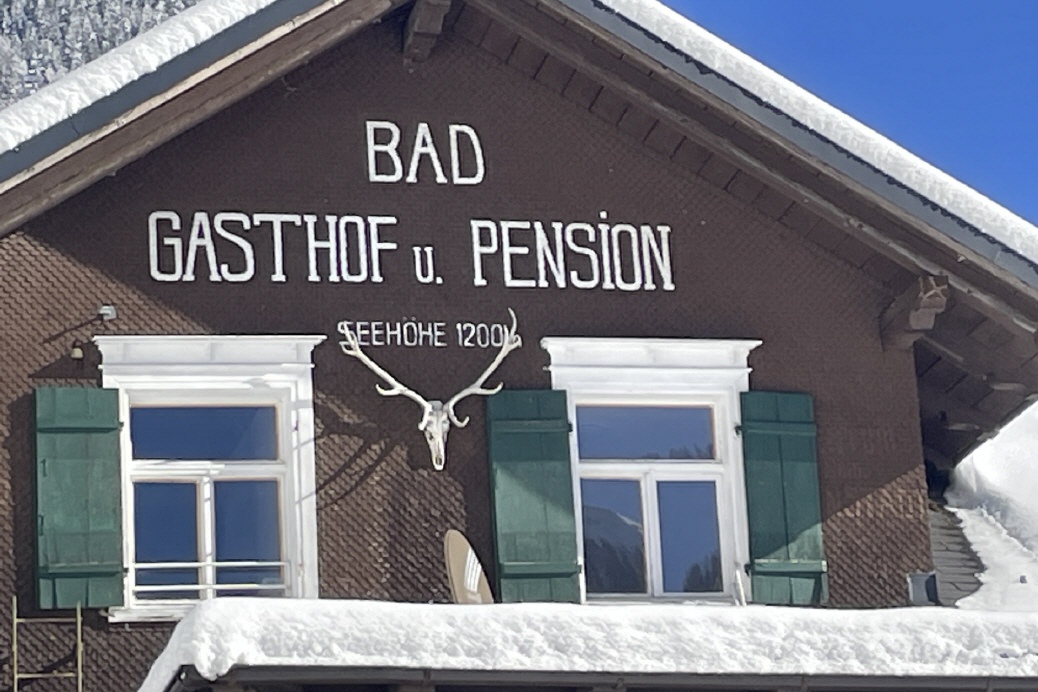 BAD
GASTHOF u. PENSION
SEEHÖHE 1200